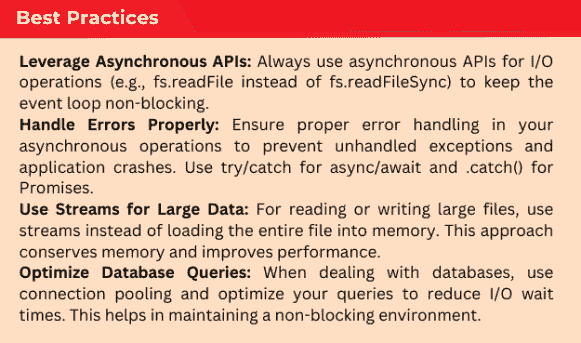 Best Practices
Leverage Asynchronous APIs: Always use asynchronous APIs for I/O
operations (e.g., fs.readFile instead of fs.readFileSync) to keep the
event loop non-blocking.
Handle Errors Properly: Ensure proper error handling in your
asynchronous operations to prevent unhandled exceptions and
application crashes. Use try/catch for async/await and .catch() for
Promises.
Use Streams for Large Data: For reading or writing large files, use
streams instead of loading the entire file into memory. This approach
conserves memory and improves performance.
Optimize Database Queries: When dealing with databases, use
connection pooling and optimize your queries to reduce I/O wait
times. This helps in maintaining a non-blocking environment.